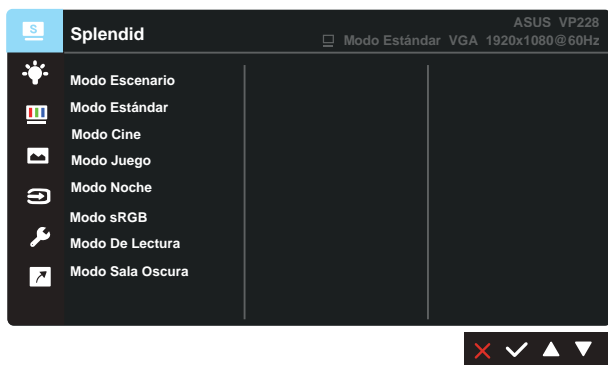 S
Splendid
ASUS VP228
Modo Estándar VGA 1920x1080@60Hz
Modo Escenario
Modo Estándar
Modo Cine
Modo Juego
Modo Noche
Modo sRGB
Modo De Lectura
Modo Sala Oscura